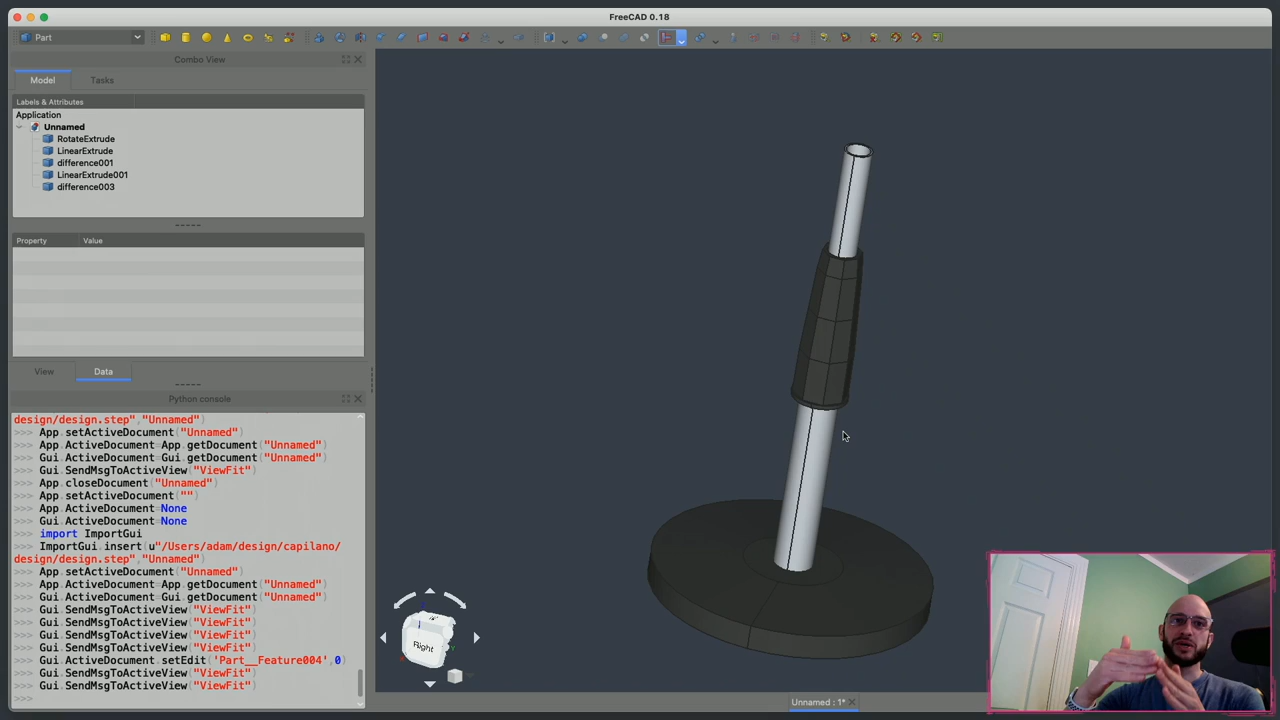 FreeCAD 0.18
Part
Combo View
Model
Tasks
Labels & Attributes
Application
Unnamed
RotateExtrude
LinearExtrude
difference001
LinearExtrude001
difference003
Property
Value
View
Data
Python console
design/design.step","Unnamed")
>>> App.setActiveDocument("Unnamed")
>>> App.ActiveDocument=App.getDocument("Unnamed")
>>> Gui.ActiveDocument=Gui.getDocument("Unnamed")
>>> Gui.SendMsgToActiveView("ViewFit")
>>> App.closeDocument("Unnamed")
>>> App.setActiveDocument("")
>>> App.ActiveDocument=None
>>> Gui.ActiveDocument=None
>>> import ImportGui
>>> ImportGui.insert(u"/Users/adam/design/capilano/
design/design.step","Unnamed")
>>> App.setActiveDocument("Unnamed")
>>> App.ActiveDocument=App.getDocument("Unnamed")
>>> Gui.ActiveDocument=Gui.getDocument("Unnamed")
>>> Gui.SendMsgToActiveView("ViewFit")
>>> Gui.SendMsgToActiveView("ViewFit")
>>> Gui.SendMsgToActiveView("ViewFit")
>>> Gui.SendMsgToActiveView("ViewFit")
>>> Gui.ActiveDocument.setEdit('Part__Feature004',0)
>>> Gui.SendMsgToActiveView("ViewFit")
>>> Gui.SendMsgToActiveView("ViewFit")
>>>
Right
Unnamed : 1*